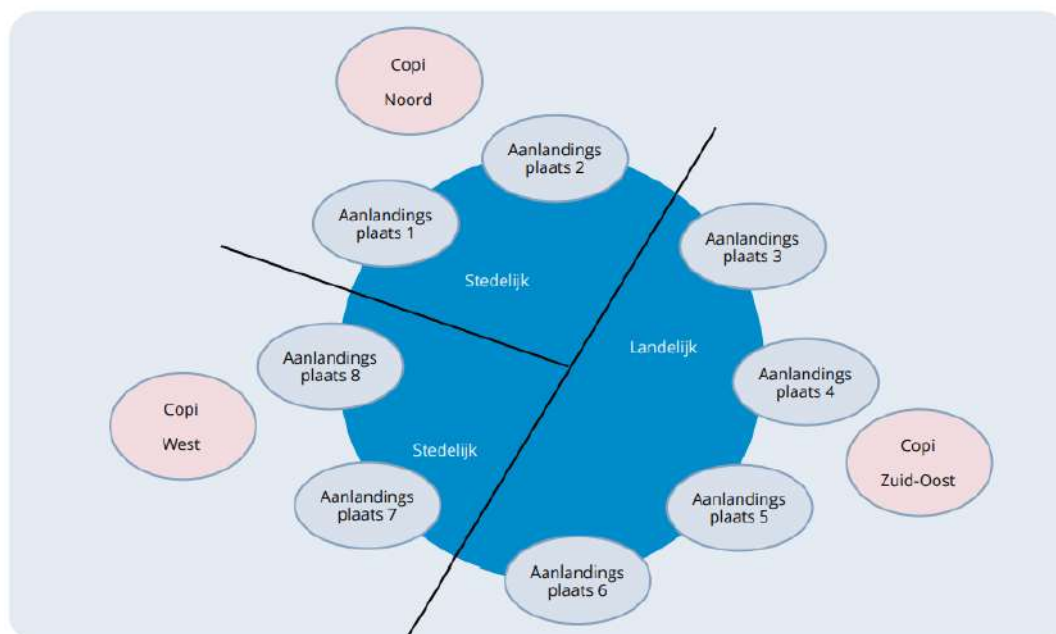 Copi
Noord
Aanlandings
plaats 2
Aanlandings
plaats 1
Aanlandings
plaats 3
Stedelijk
Landelijk
Aanlandings
plaats 8
Aanlandings
plaats 4
Copi
West
Copi
Zuid-Oost
Stedelijk
Aanlandings
plaats 7
Aanlandings
plaats 5
Aanlandings
plaats 6